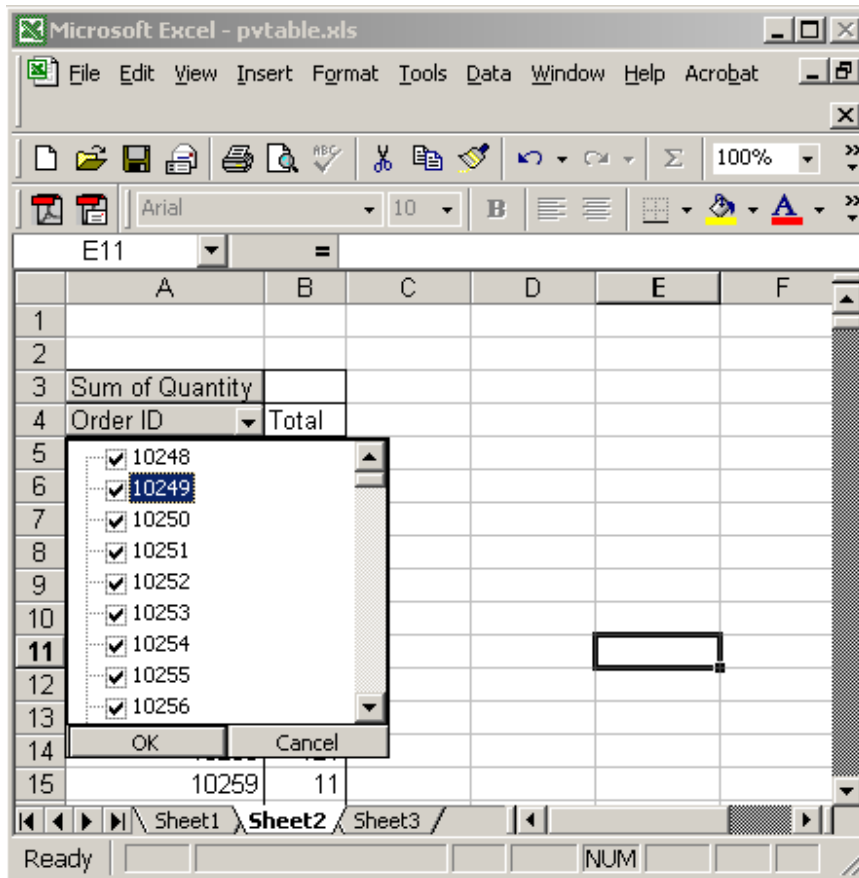 Microsoft Excel - pvtable.xls
File Edit View Insert Format Tools Data Window Help Acrobat
ABC 100%
Arial 10 B A
E11 =
A B C D E F
1
2
3 Sum of Quantity
4 Order ID Total
5 10248
6 10249
7 10250
8 10251
9 10252
10 10253
11 10254
12 10255
13 10256
14 OK Cancel
15 10259 11
Sheet1 Sheet2 Sheet3
Ready NUM